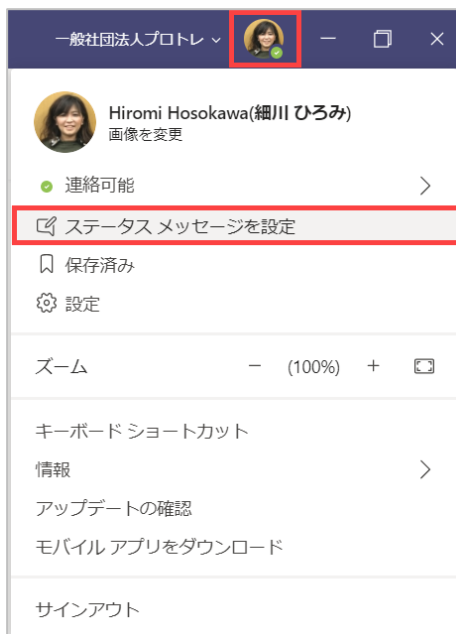 一般社団法人プロトレ
Hiromi Hosokawa(細川 ひろみ)
画像を変更
連絡可能
ステータス メッセージを設定
保存済み
設定
ズーム − (100%) +
キーボード ショートカット
情報
アップデートの確認
モバイル アプリをダウンロード
サインアウト